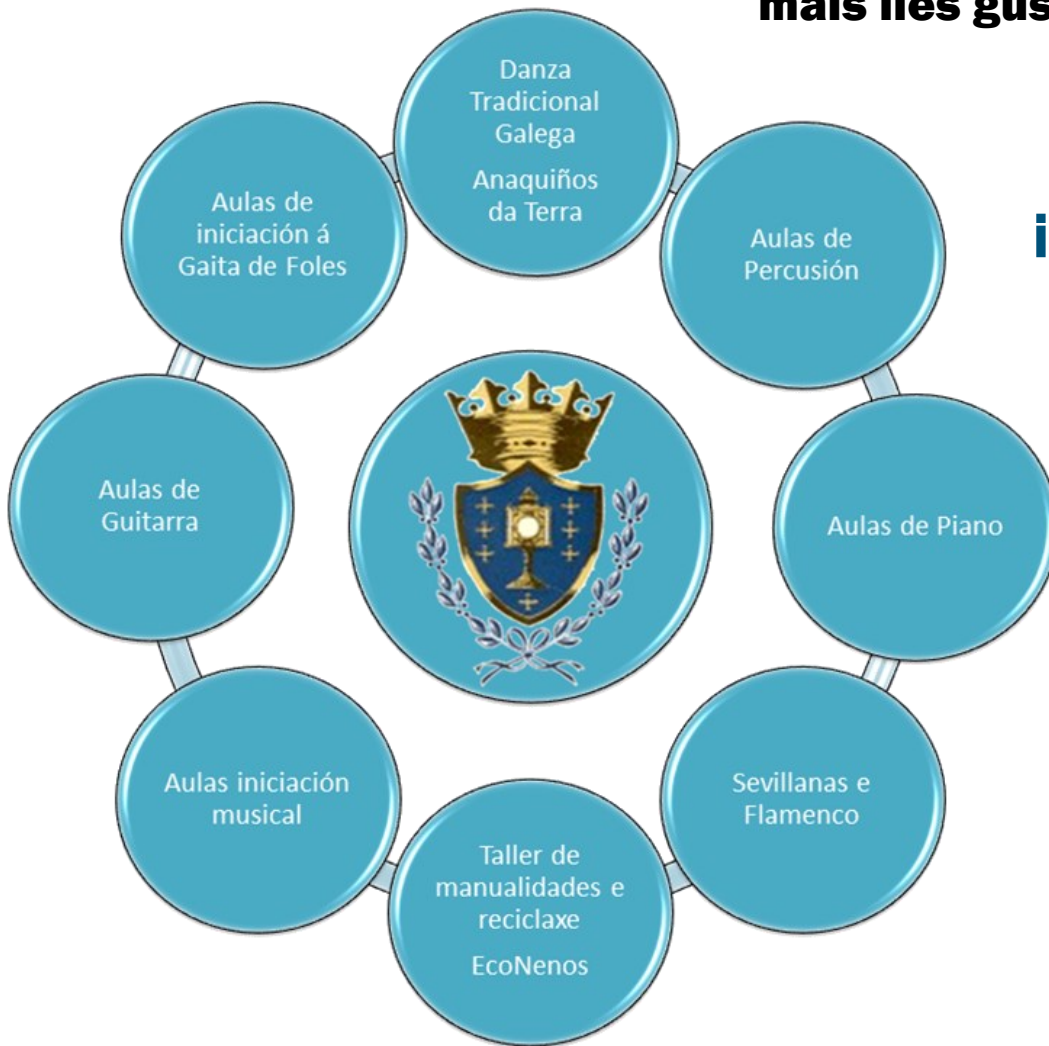 mais lles gus
i
Danza
Tradicional
Galega
Anaquiños
da Terra
Aulas de
Percusión
Aulas de Piano
Sevillanas e
Flamenco
Taller de
manualidades e
reciclaxe
EcoNenos
Aulas iniciación
musical
Aulas de
Guitarra
Aulas de
iniciación á
Gaita de Foles